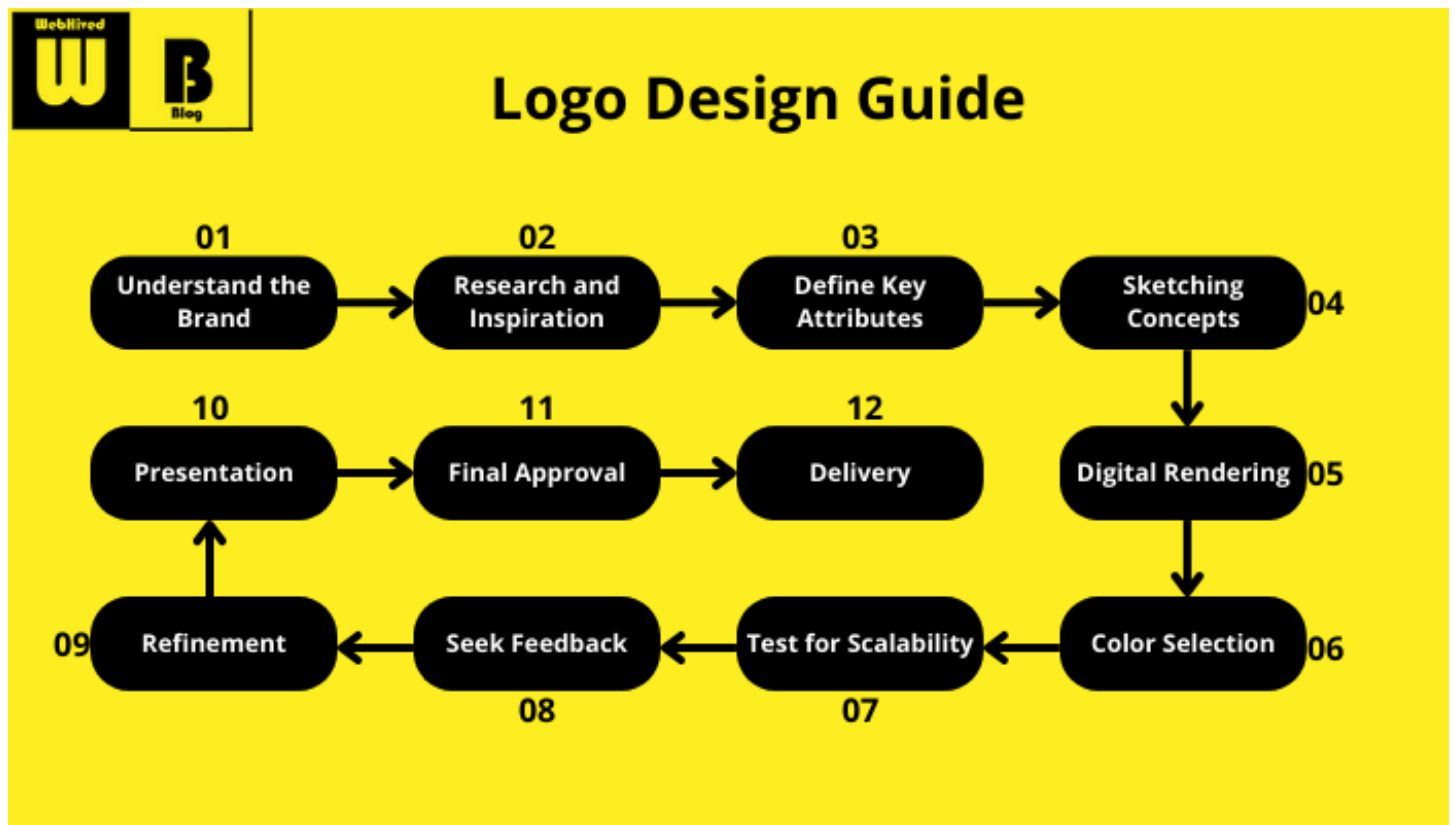 WebHired
W
B
Blog
Logo Design Guide
01
Understand the
Brand
02
Research and
Inspiration
03
Define Key
Attributes
Sketching
Concepts
04
Digital Rendering
05
Color Selection
06
Test for Scalability
07
Seek Feedback
08
09
Refinement
10
Presentation
11
Final Approval
12
Delivery